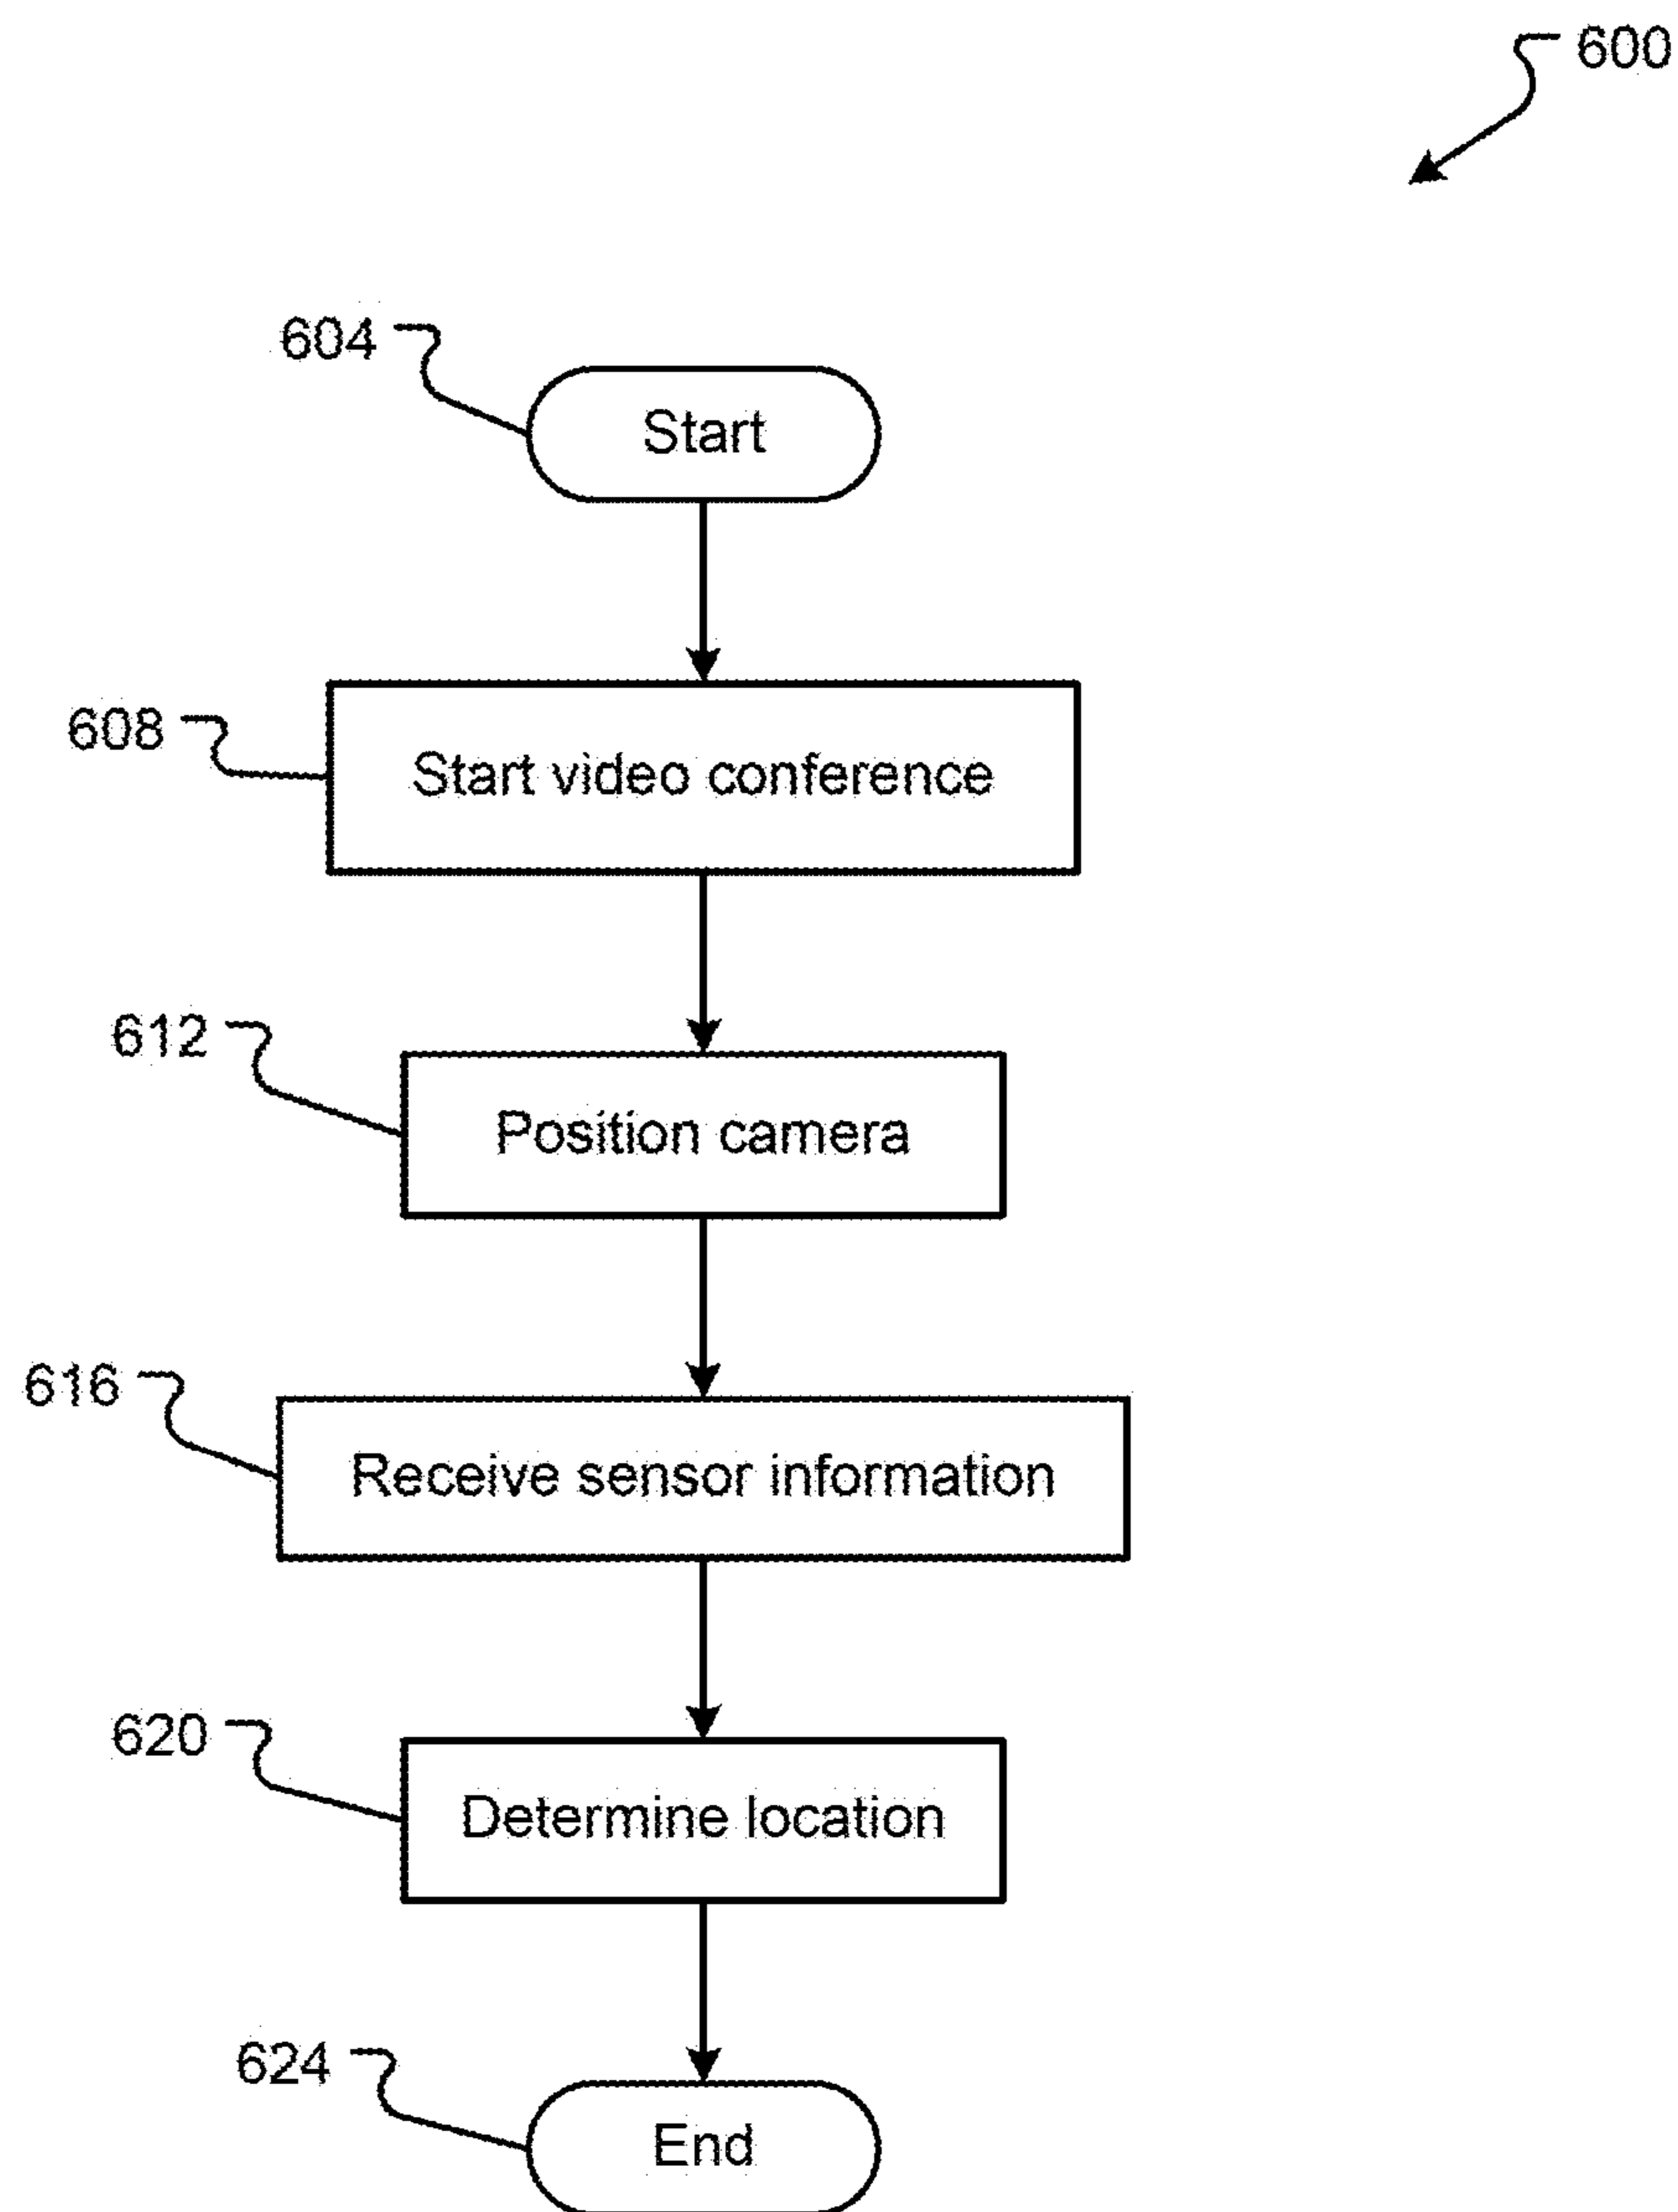 600
604
Start
608
Start video conference
612
Position camera
616
Receive sensor information
620
Determine location
624
End